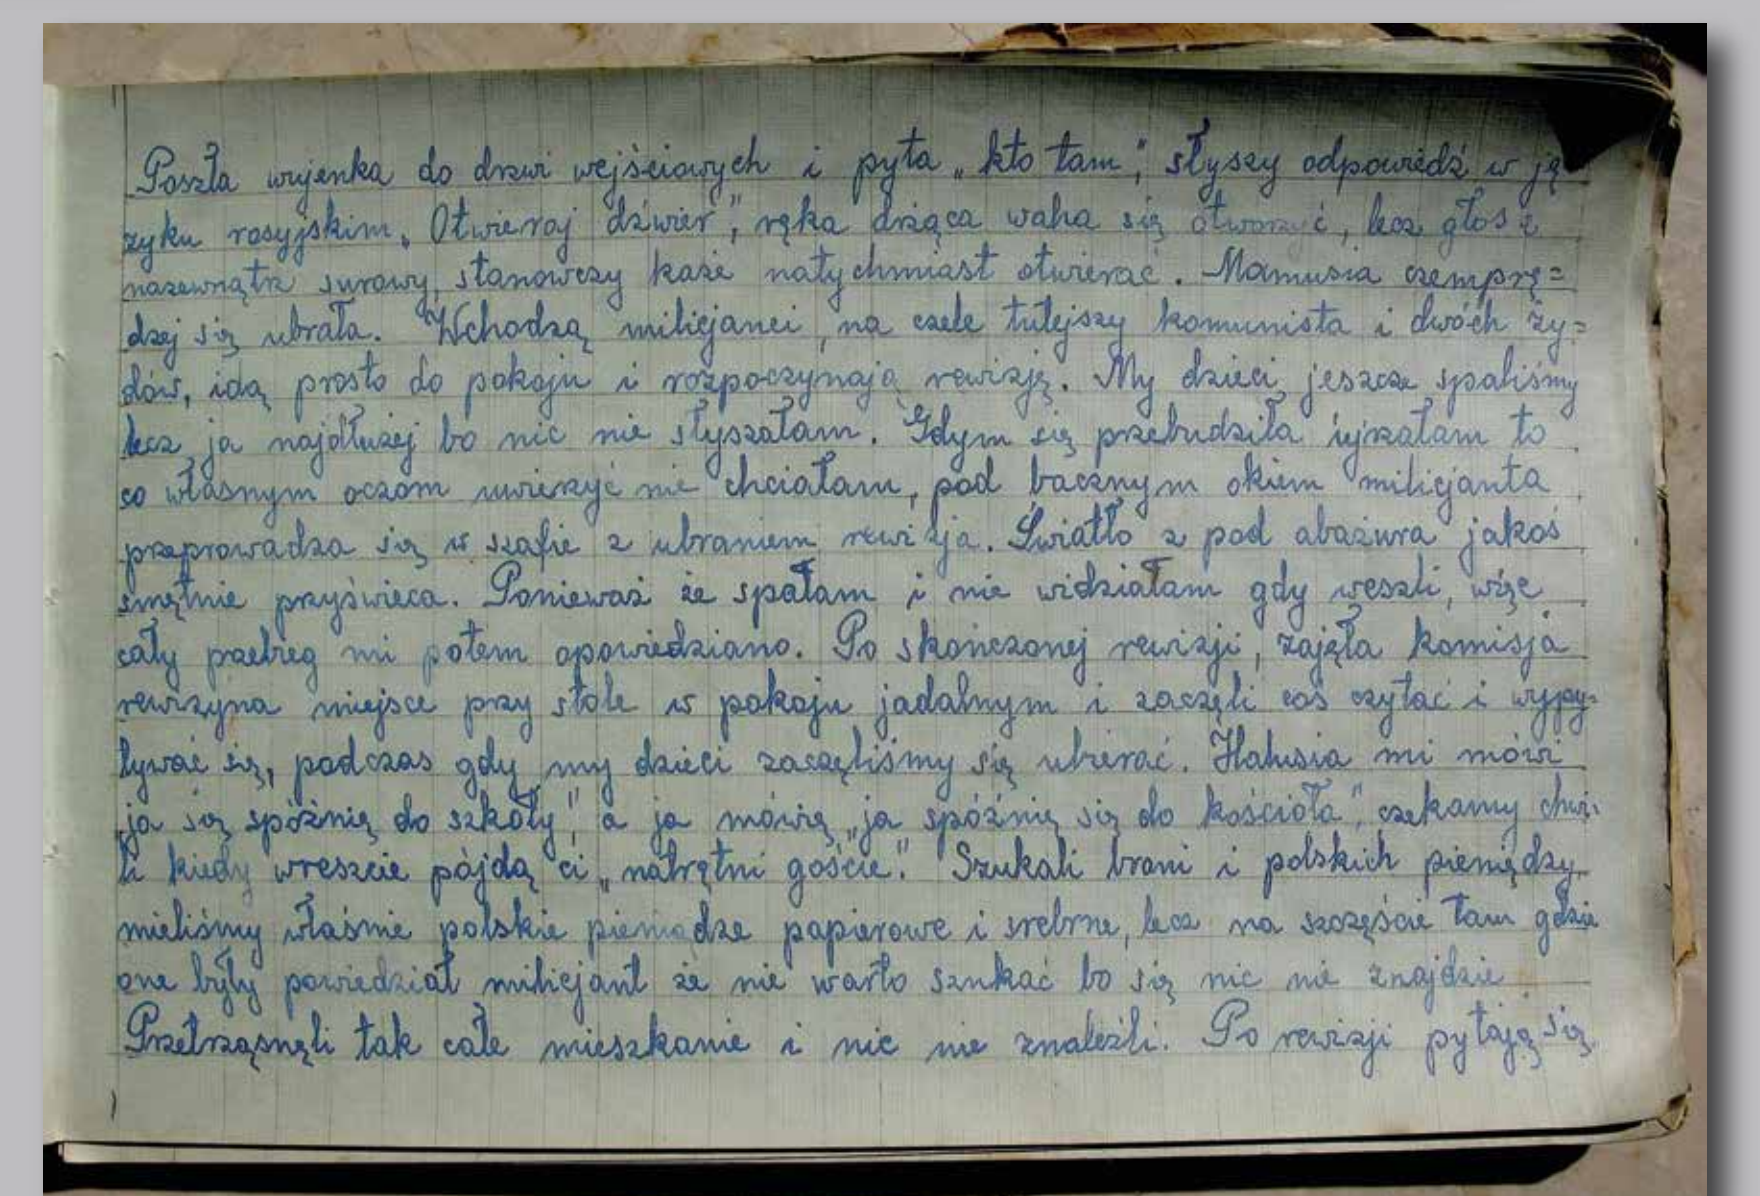 Poszła wujenka do drzwi wejściowych i pyta „kto tam", słyszy odpowiedź w ję
zyku rosyjskim „Otwieraj dźwier", ręka drżąca waha się otworzyć, lecz głos z
nazewnątrz surowy, stanowczy każe natychmiast otwierać. Mamusia czemprę=
dzej się ubrała. Wchodzą milicjanci, na czele tutejszy komunista i dwóch ży=
dów, idą prosto do pokoju i rozpoczynają rewizję. My dzieci jeszcze spaliśmy
lecz ja najdłużej bo nic nie słyszałam. Gdym się przebudziła ujrzałam to
co własnym oczom uwierzyć nie chciałam, pod bacznym okiem milicjanta
przeprowadza się w szafie z ubraniem rewizja. Światło z pod abażura jakoś
smętnie przyświeca. Ponieważ że spałam i nie widziałam gdy weszli, więc
cały przebieg mi potem opowiedziano. Po skończonej rewizji, zajęła komisja
rewizyjna miejsce przy stole w pokoju jadalnym i zaczęli coś czytać i wypy=
tywać się, podczas gdy my dzieci zaczęliśmy się ubierać. Halusia mi mówi
„ja się spóźnię do szkoły", a ja mówię „ja spóźnię się do kościoła", czekamy chwi=
li kiedy wreszcie pójdą ci „natrętni goście." Szukali broni i polskich pieniędzy
mieliśmy właśnie polskie pieniądze papierowe i srebrne, lecz na szczęście tam gdzie
one były powiedział milicjant że nie warto szukać bo się nic nie znajdzie
Przetrząsnęli tak całe mieszkanie i nic nie znaleźli. Po rewizji pytają się